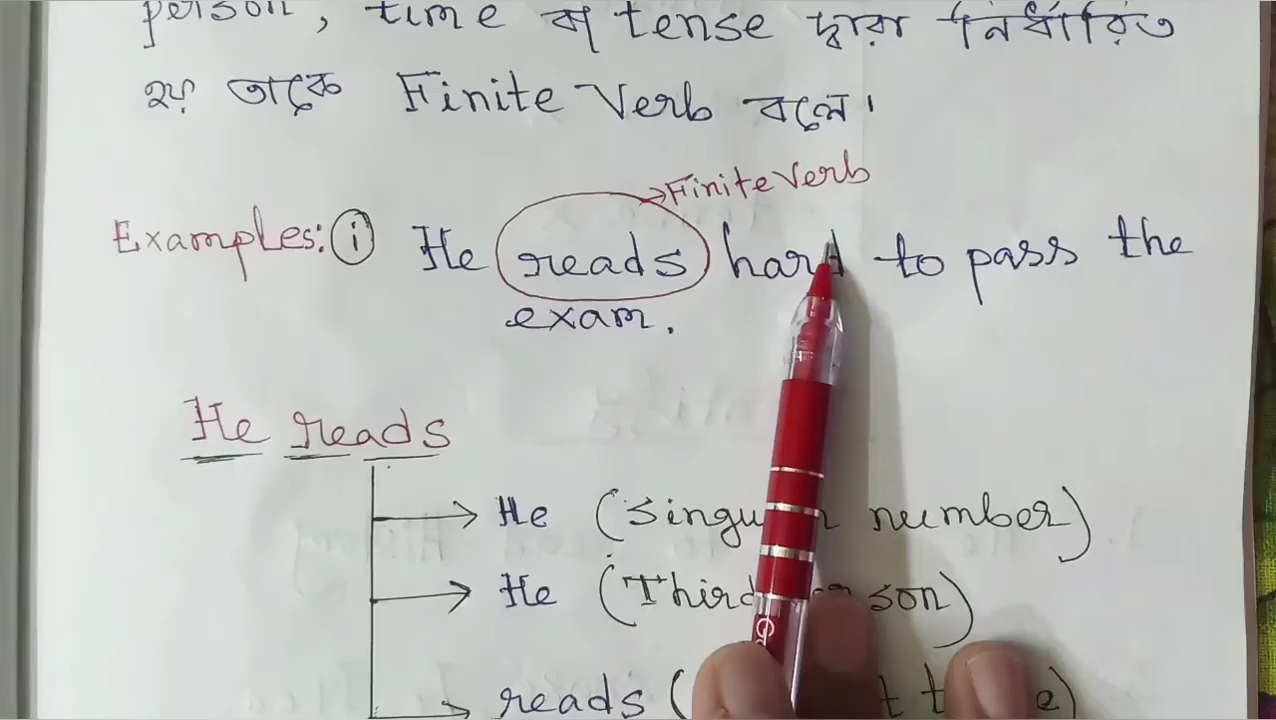 person, time বা tense দ্বারা নির্ধারিত
হয় তাকে Finite Verb বলে।
→Finite Verb
Examples: i He reads hard to pass the
exam.
He reads
→ He (Singular number)
→ He (Third person)
→ reads (